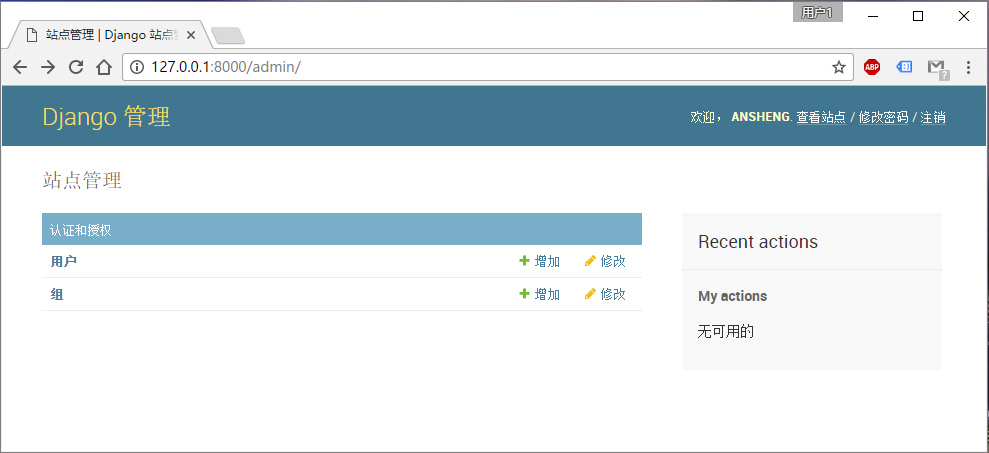 用户1
站点管理 | Django 站点
127.0.0.1:8000/admin/
ABP
Django 管理
欢迎， ANSHENG. 查看站点 / 修改密码 / 注销
站点管理
认证和授权
用户 增加 修改
组 增加 修改
Recent actions
My actions
无可用的